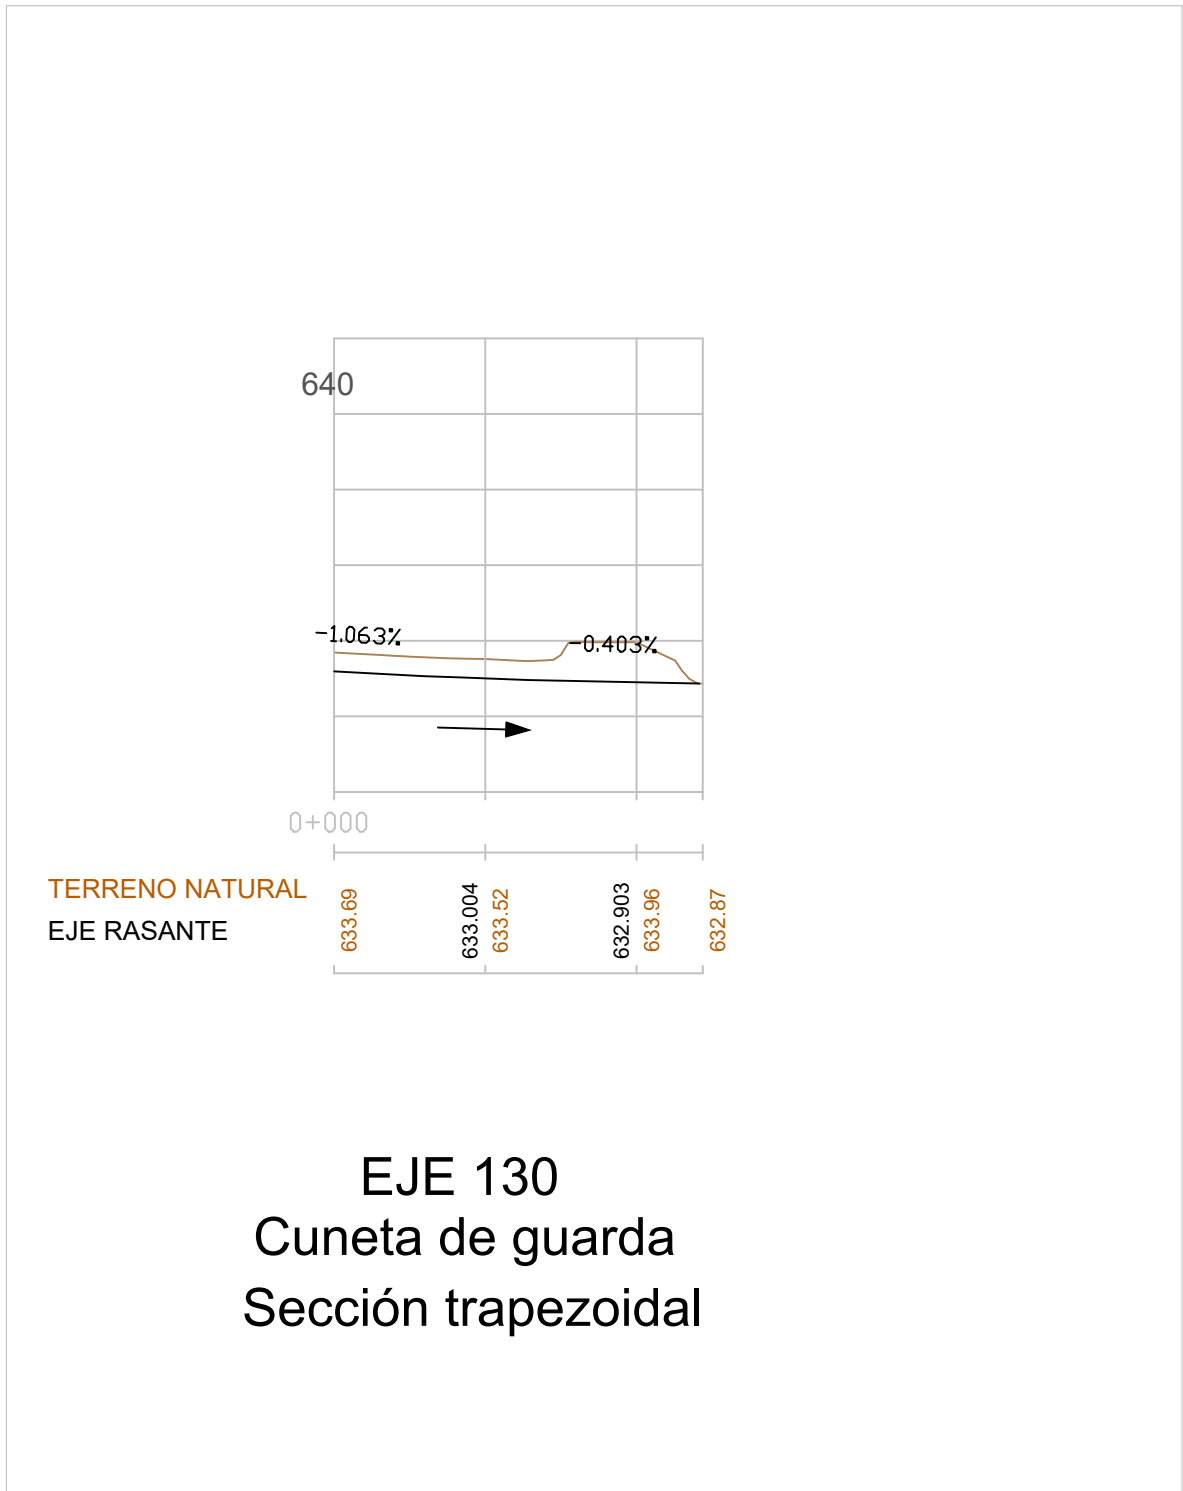 640
-1.063%
-0.403%
0+000
TERRENO NATURAL
EJE RASANTE
633.69
633.004
633.52
632.903
633.96
632.87
EJE 130
Cuneta de guarda
Sección trapezoidal